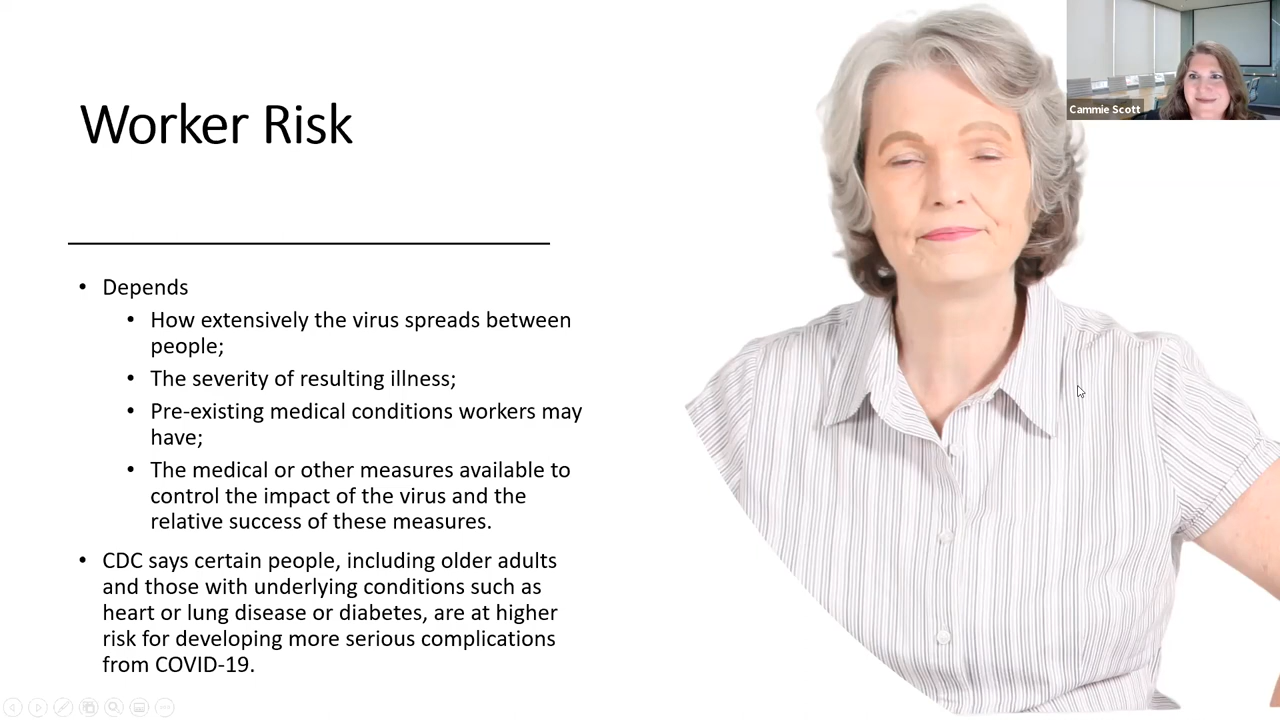 Cammie Scott
Worker Risk
• Depends
• How extensively the virus spreads between
people;
• The severity of resulting illness;
• Pre-existing medical conditions workers may
have;
• The medical or other measures available to
control the impact of the virus and the
relative success of these measures.
• CDC says certain people, including older adults
and those with underlying conditions such as
heart or lung disease or diabetes, are at higher
risk for developing more serious complications
from COVID-19.